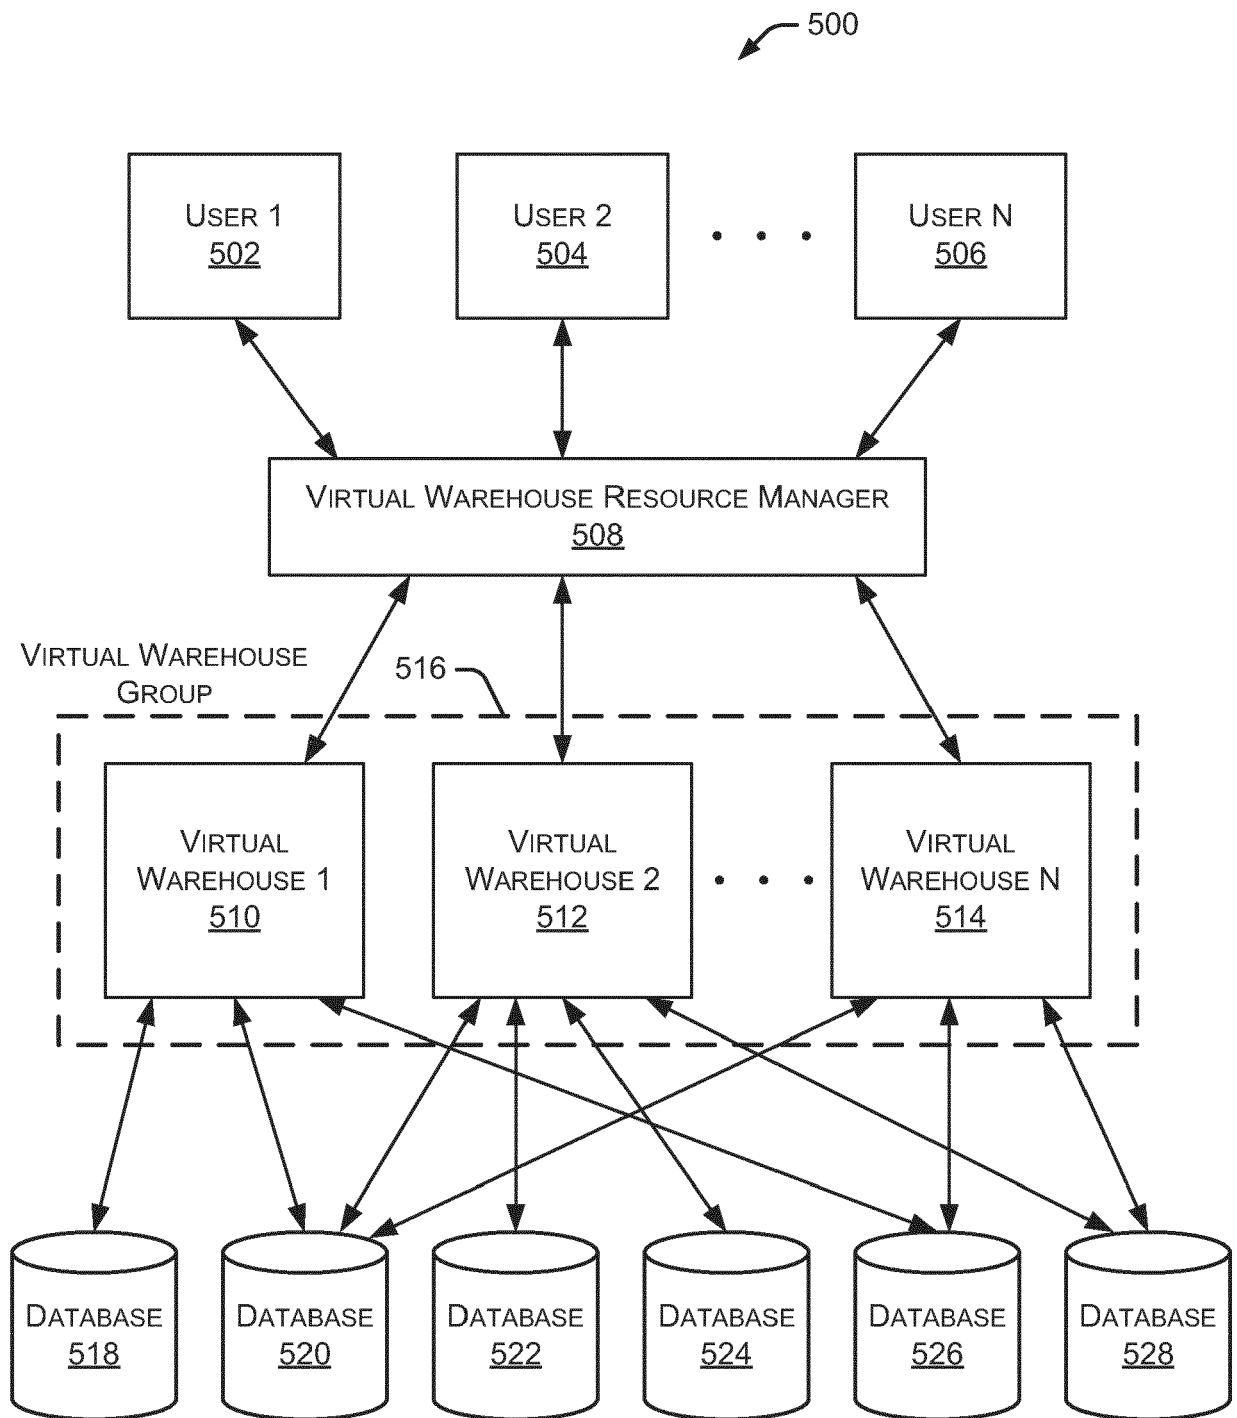 500
USER 1
502
USER 2
504
USER N
506
VIRTUAL WAREHOUSE RESOURCE MANAGER
508
VIRTUAL WAREHOUSE
GROUP
516
VIRTUAL
WAREHOUSE 1
510
VIRTUAL
WAREHOUSE 2
512
VIRTUAL
WAREHOUSE N
514
DATABASE
518
DATABASE
520
DATABASE
522
DATABASE
524
DATABASE
526
DATABASE
528